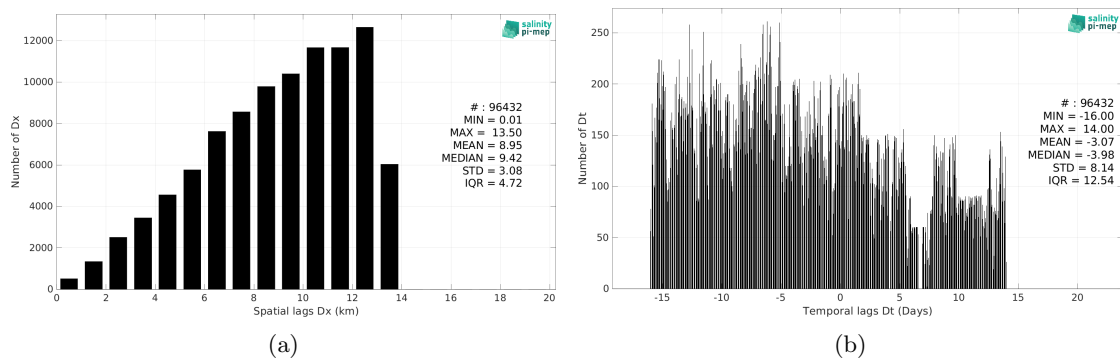 salinity
pi-mep
12000
10000
8000
6000
4000
2000
0
Number of Dx
# : 96432
MIN = 0.01
MAX = 13.50
MEAN = 8.95
MEDIAN = 9.42
STD = 3.08
IQR = 4.72
0 2 4 6 8 10 12 14 16 18 20
Spatial lags Dx (km)
(a)
salinity
pi-mep
250
200
150
100
50
0
Number of Dt
# : 96432
MIN = -16.00
MAX = 14.00
MEAN = -3.07
MEDIAN = -3.98
STD = 8.14
IQR = 12.54
-15 -10 -5 0 5 10 15 20
Temporal lags Dt (Days)
(b)